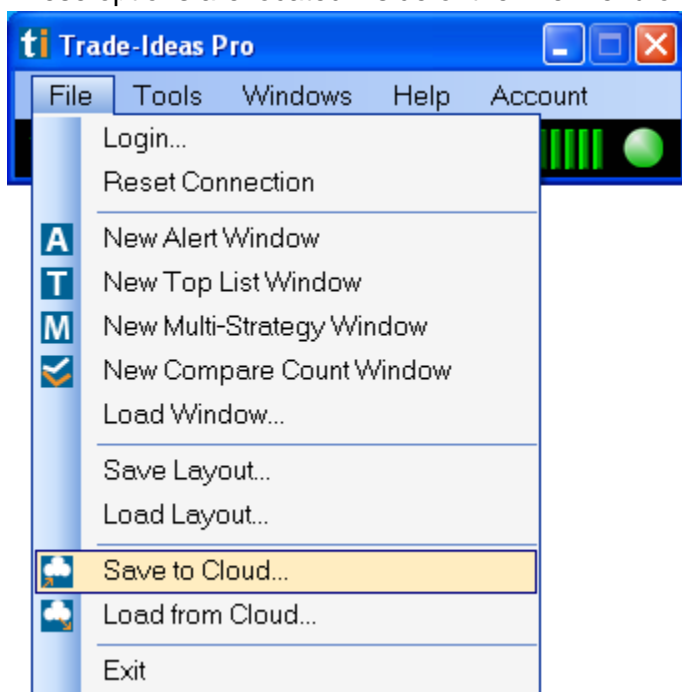 ti Trade-Ideas Pro
File Tools Windows Help Account
Login...
Reset Connection
A New Alert Window
T New Top List Window
M New Multi-Strategy Window
New Compare Count Window
Load Window...
Save Layout...
Load Layout...
Save to Cloud...
Load from Cloud...
Exit